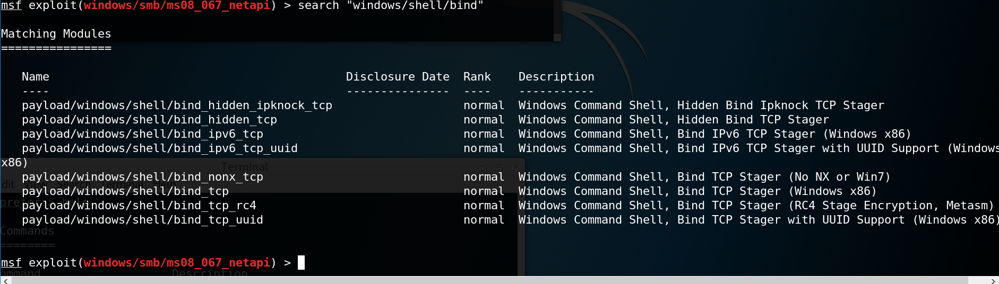 msf exploit(windows/smb/ms08_067_netapi) > search "windows/shell/bind"
Matching Modules
================
Name Disclosure Date Rank Description
---- --------------- ---- -----------
payload/windows/shell/bind_hidden_ipknock_tcp normal Windows Command Shell, Hidden Bind Ipknock TCP Stager
payload/windows/shell/bind_hidden_tcp normal Windows Command Shell, Hidden Bind TCP Stager
payload/windows/shell/bind_ipv6_tcp normal Windows Command Shell, Bind IPv6 TCP Stager (Windows x86)
payload/windows/shell/bind_ipv6_tcp_uuid normal Windows Command Shell, Bind IPv6 TCP Stager with UUID Support (Windows
x86)
Terminal
payload/windows/shell/bind_nonx_tcp normal Windows Command Shell, Bind TCP Stager (No NX or Win7)
dit View Search Terminal Help
payload/windows/shell/bind_tcp normal Windows Command Shell, Bind TCP Stager (Windows x86)
preter > help
payload/windows/shell/bind_tcp_rc4 normal Windows Command Shell, Bind TCP Stager (RC4 Stage Encryption, Metasm)
payload/windows/shell/bind_tcp_uuid normal Windows Command Shell, Bind TCP Stager with UUID Support (Windows x86)
Commands
========
msf exploit(windows/smb/ms08_067_netapi) >
ommand Description